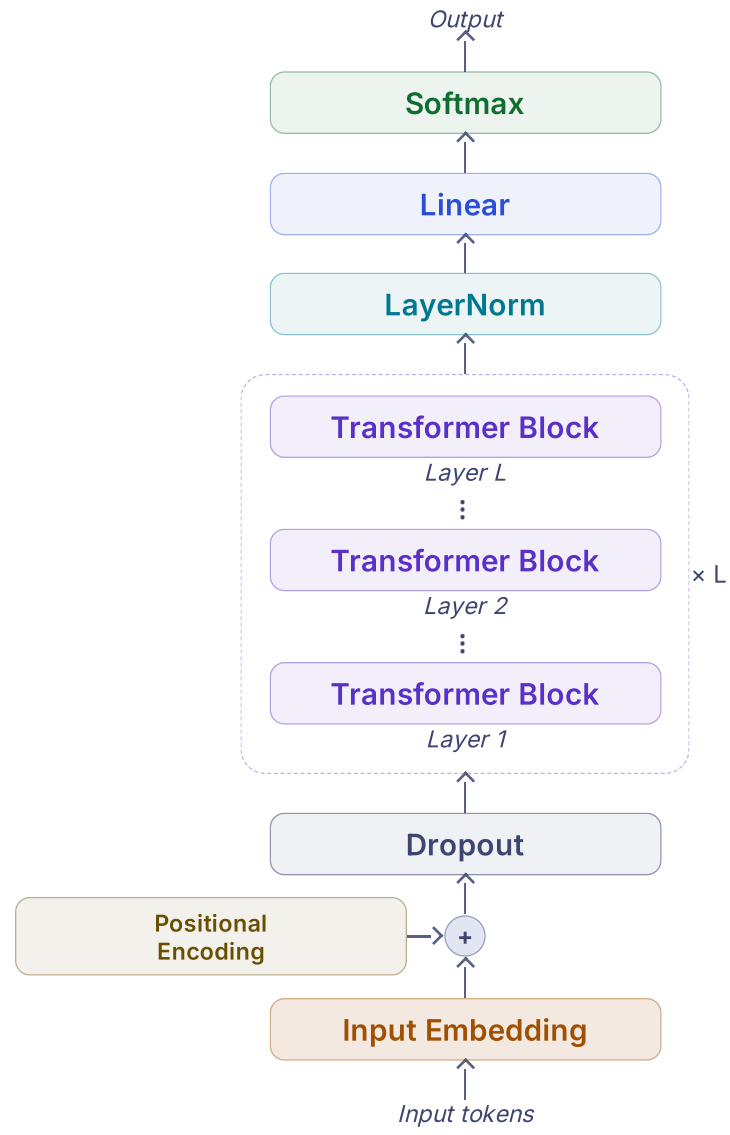 Output
Softmax
Linear
LayerNorm
Transformer Block
Layer L
⋮
Transformer Block
Layer 2
× L
⋮
Transformer Block
Layer 1
Dropout
Positional
Encoding
+
Input Embedding
Input tokens